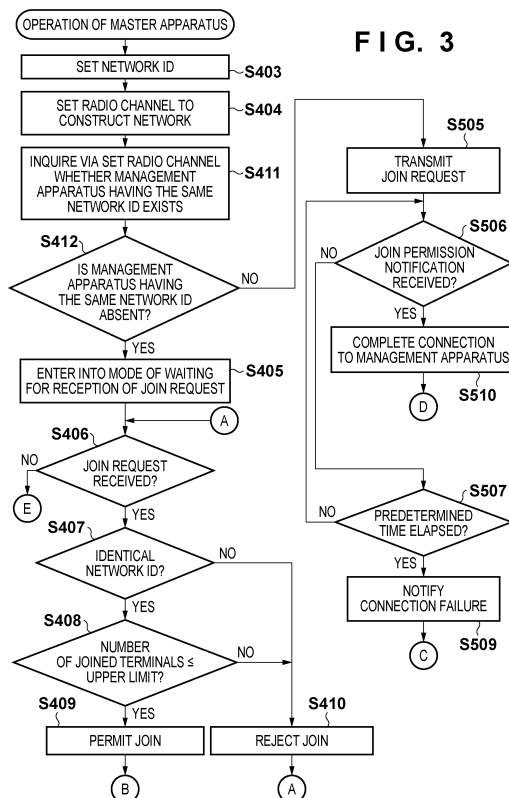 OPERATION OF MASTER APPARATUS
FIG. 3
SET NETWORK ID
S403
SET RADIO CHANNEL TO
CONSTRUCT NETWORK
S404
INQUIRE VIA SET RADIO CHANNEL
WHETHER MANAGEMENT
APPARATUS HAVING THE SAME
NETWORK ID EXISTS
S411
S412
IS MANAGEMENT
APPARATUS HAVING
THE SAME NETWORK ID
ABSENT?
NO
YES
ENTER INTO MODE OF WAITING
FOR RECEPTION OF JOIN REQUEST
S405
A
S406
JOIN REQUEST
RECEIVED?
NO
E
YES
S407
IDENTICAL
NETWORK ID?
NO
YES
S408
NUMBER
OF JOINED TERMINALS ≤
UPPER LIMIT?
NO
YES
S409
PERMIT JOIN
B
S410
REJECT JOIN
A
S505
TRANSMIT
JOIN REQUEST
S506
NO
JOIN PERMISSION
NOTIFICATION
RECEIVED?
YES
COMPLETE CONNECTION
TO MANAGEMENT APPARATUS
S510
D
S507
NO
PREDETERMINED
TIME ELAPSED?
YES
NOTIFY
CONNECTION FAILURE
S509
C